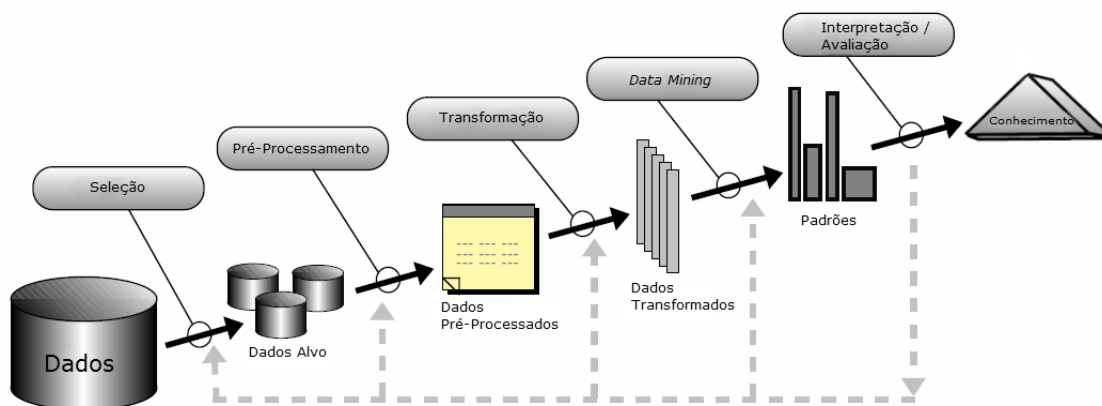 Interpretação /
Avaliação
Data Mining
Transformação
Pré-Processamento
Seleção
Conhecimento
Padrões
Dados
Transformados
Dados
Pré-Processados
Dados Alvo
Dados
--- --- ---
--- --- ---
--- --- ---